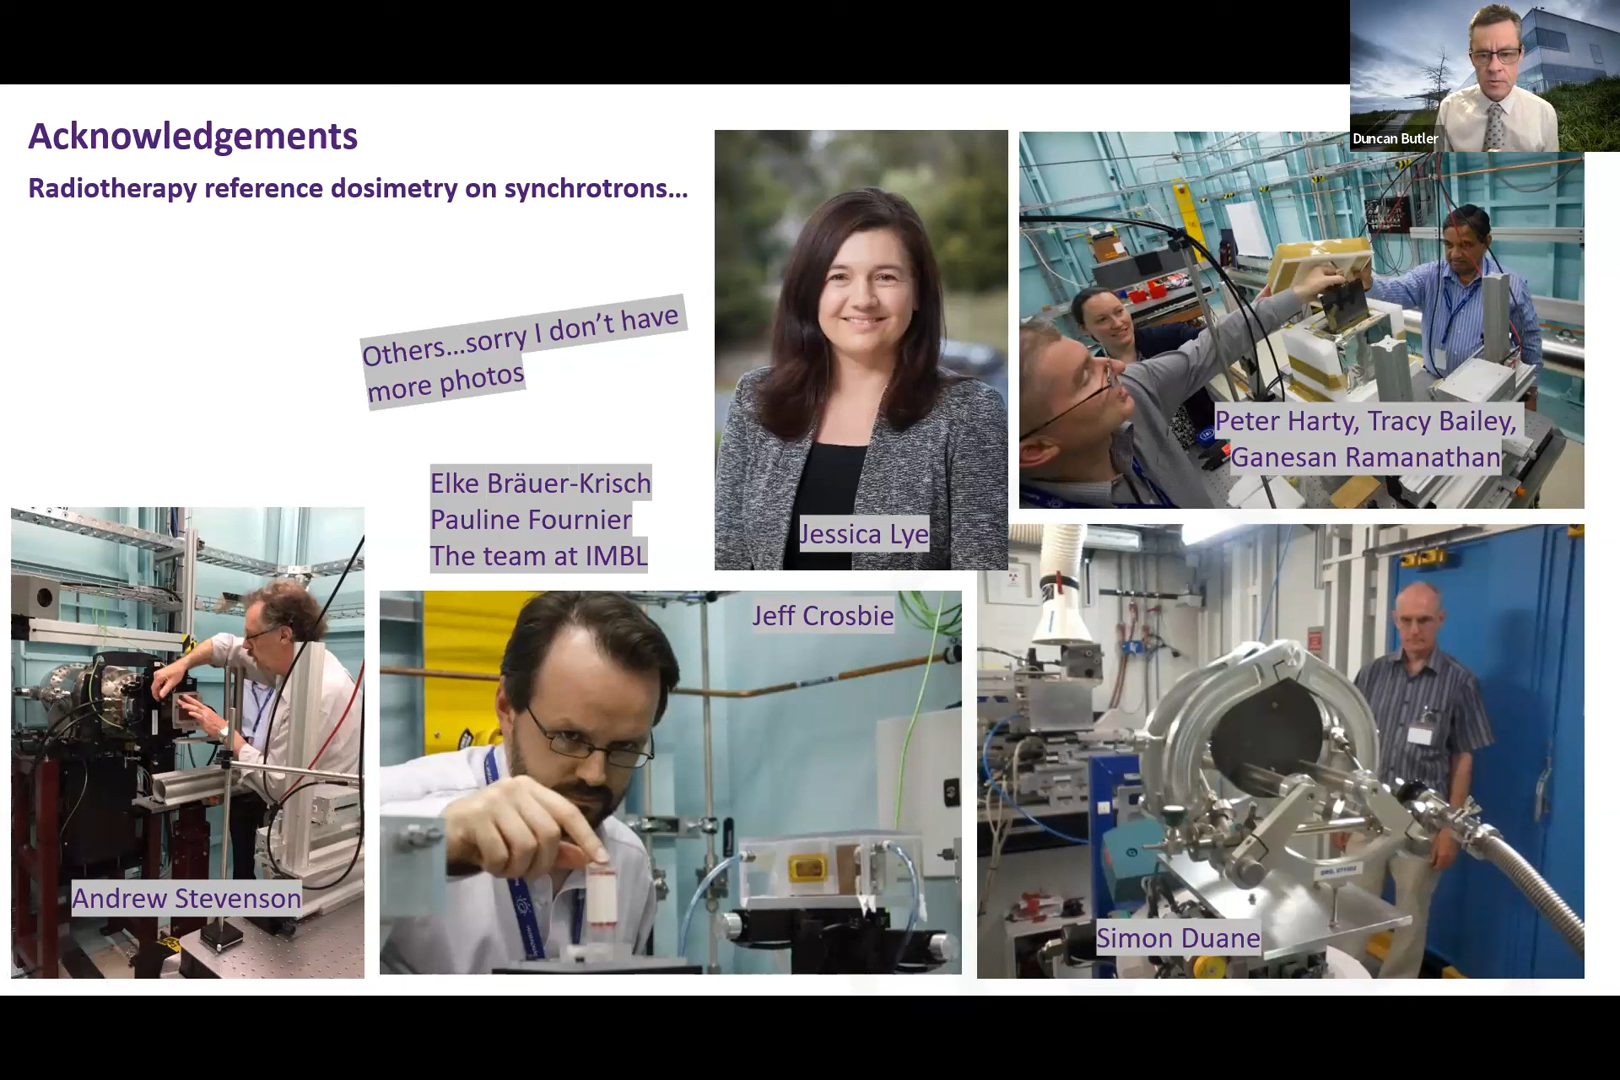 Acknowledgements
Radiotherapy reference dosimetry on synchrotrons...
Duncan Butler
Others...sorry I don't have
more photos
Peter Harty, Tracy Bailey,
Ganesan Ramanathan
Elke Bräuer-Krisch
Pauline Fournier
The team at IMBL
Jessica Lye
Jeff Crosbie
Andrew Stevenson
Simon Duane